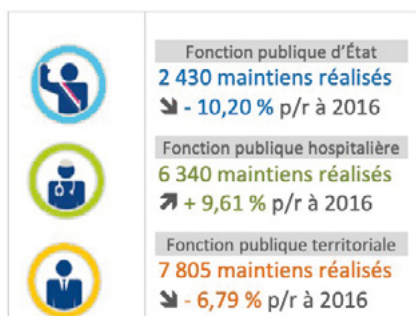 Fonction publique d'État
2 430 maintiens réalisés
- 10,20 % p/r à 2016
Fonction publique hospitalière
6 340 maintiens réalisés
+ 9,61 % p/r à 2016
Fonction publique territoriale
7 805 maintiens réalisés
- 6,79 % p/r à 2016